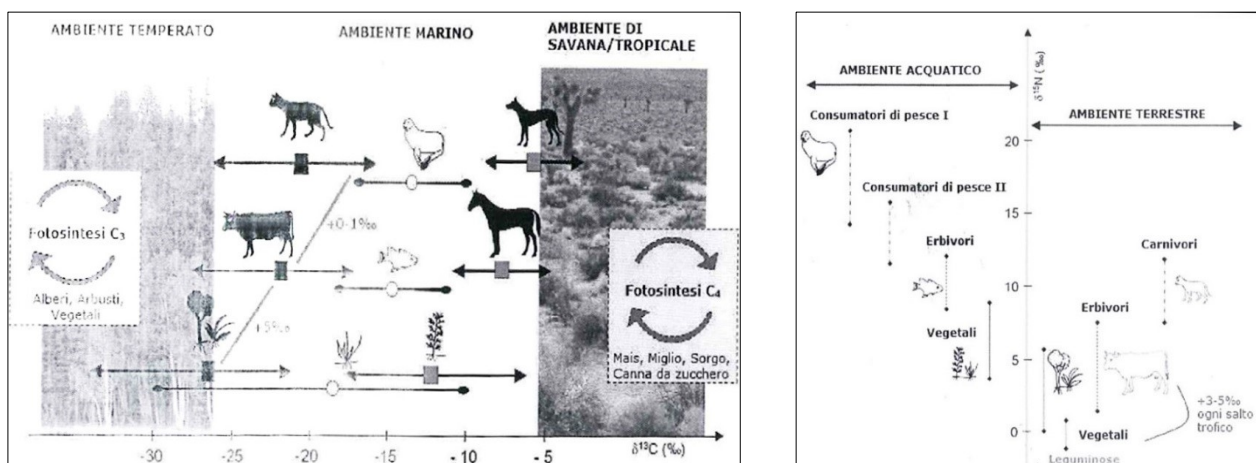 AMBIENTE TEMPERATO
AMBIENTE MARINO
AMBIENTE DI
SAVANA/TROPICALE
Fotosintesi C₃
Alberi, Arbusti,
Vegetali
+0-1‰
+5‰
Fotosintesi C₄
Mais, Miglio, Sorgo,
Canna da zucchero
-30
-25
-20
-15
-10
- 5
δ¹³C (‰)
δ¹⁵N (‰)
AMBIENTE ACQUATICO
AMBIENTE TERRESTRE
Consumatori di pesce I
Consumatori di pesce II
Erbivori
Vegetali
Carnivori
Erbivori
+3-5‰
ogni salto
trofico
Vegetali
Leguminose
20
15
10
5
0